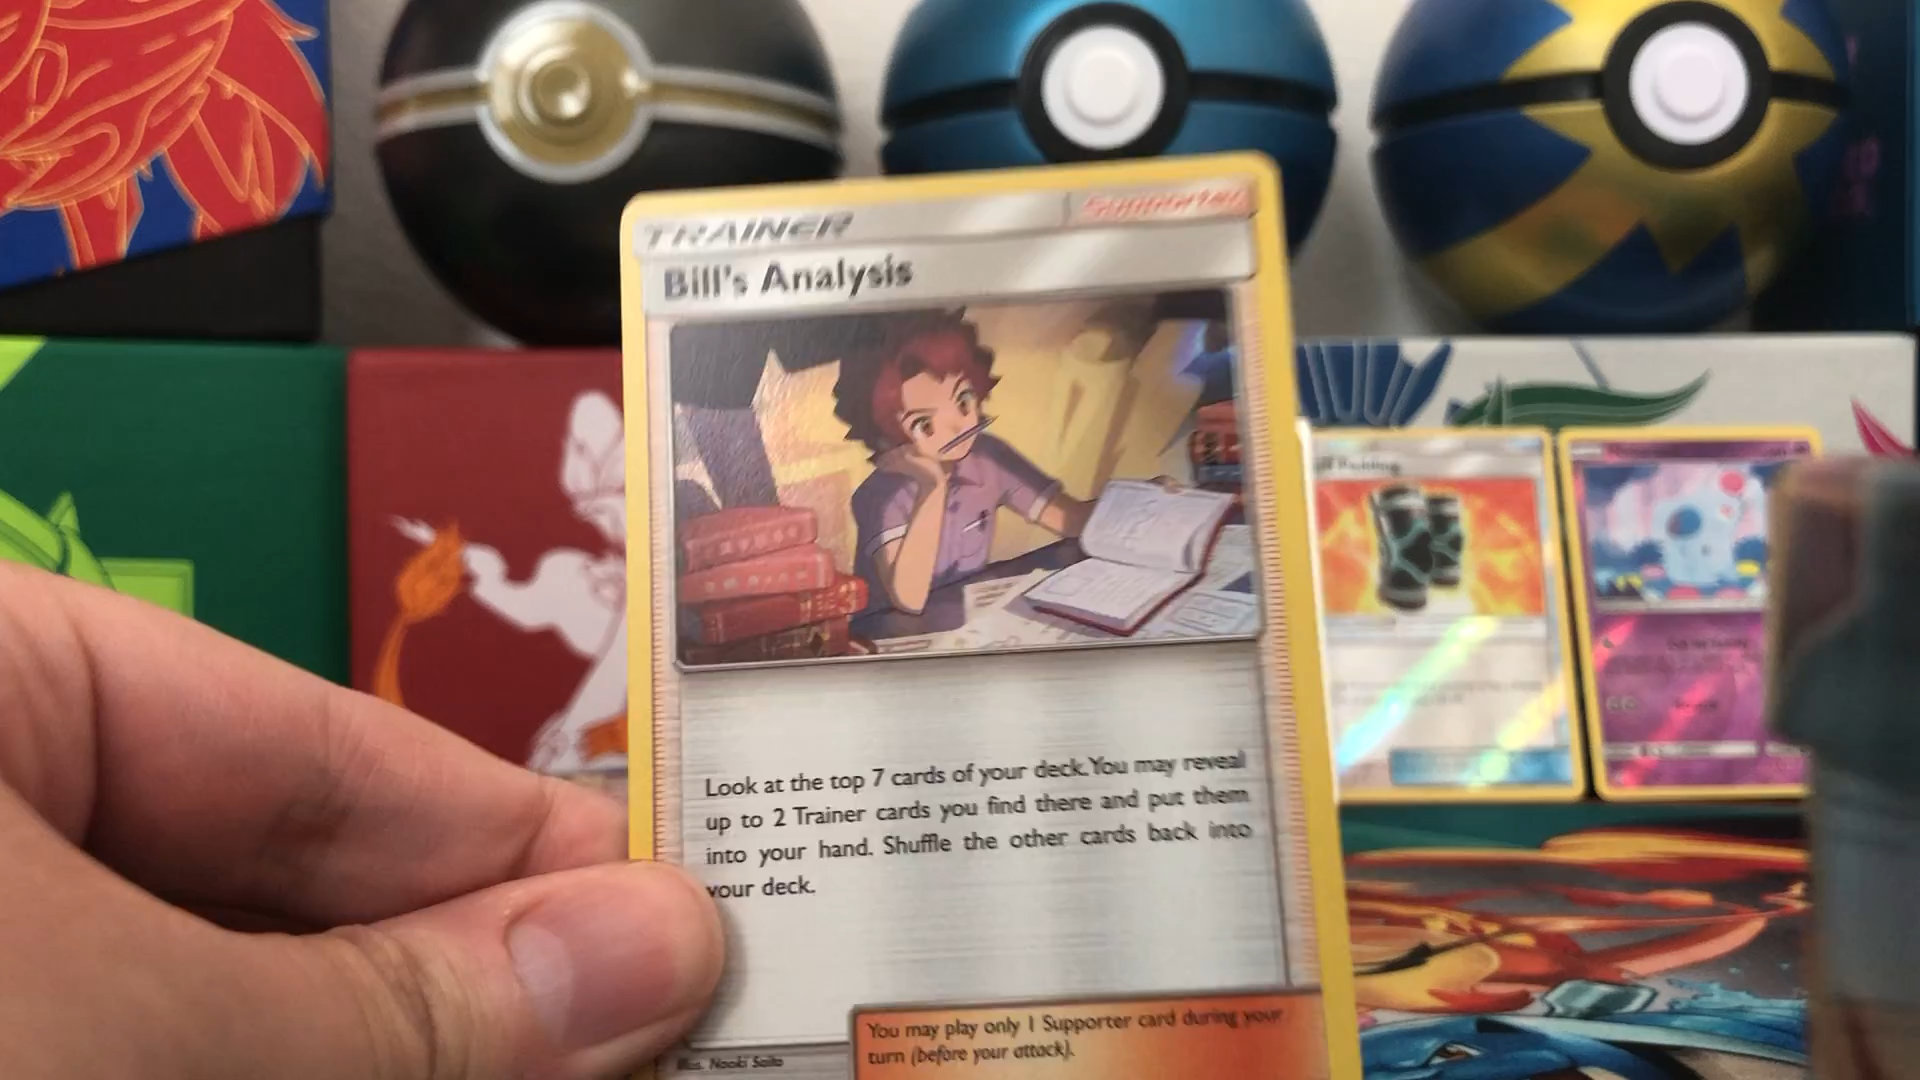 TRAINER
Supporter
Bill's Analysis
Look at the top 7 cards of your deck. You may reveal
up to 2 Trainer cards you find there and put them
into your hand. Shuffle the other cards back into
your deck.
You may play only 1 Supporter card during your
turn (before your attack).
Illus. Naoki Saito